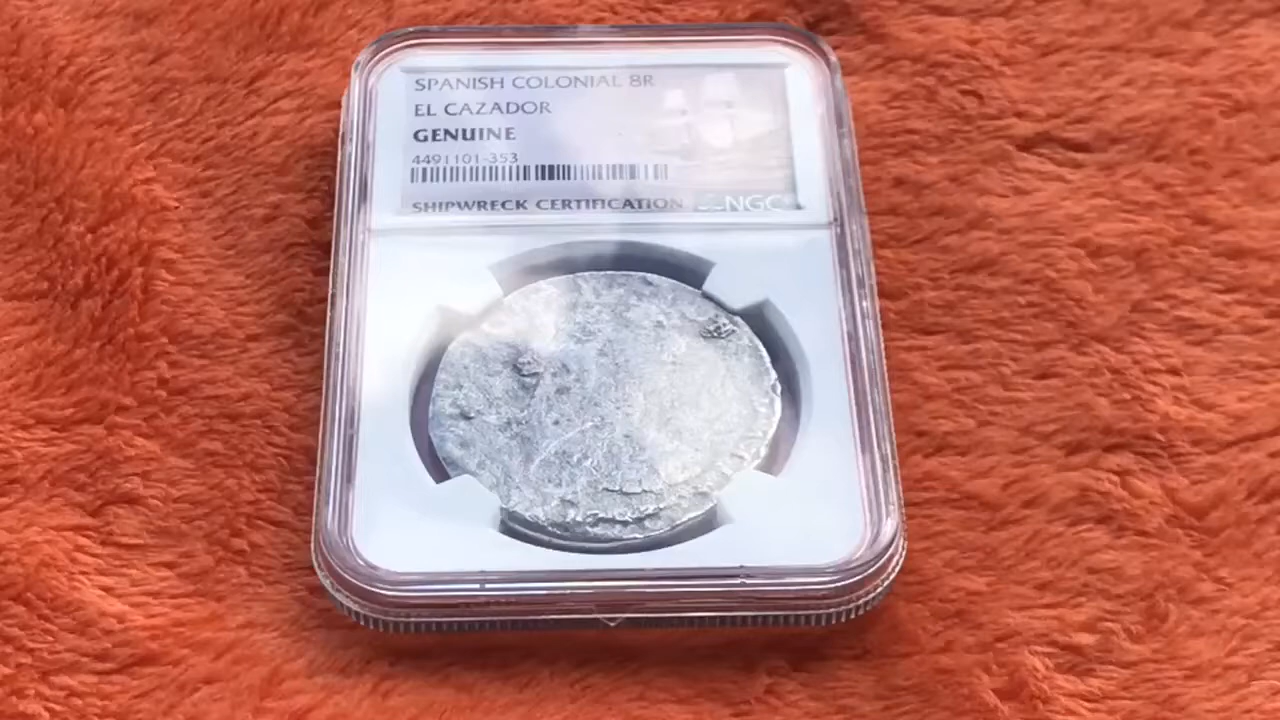 SPANISH COLONIAL 8R
EL CAZADOR
GENUINE
4491101-353
SHIPWRECK CERTIFICATION NGC